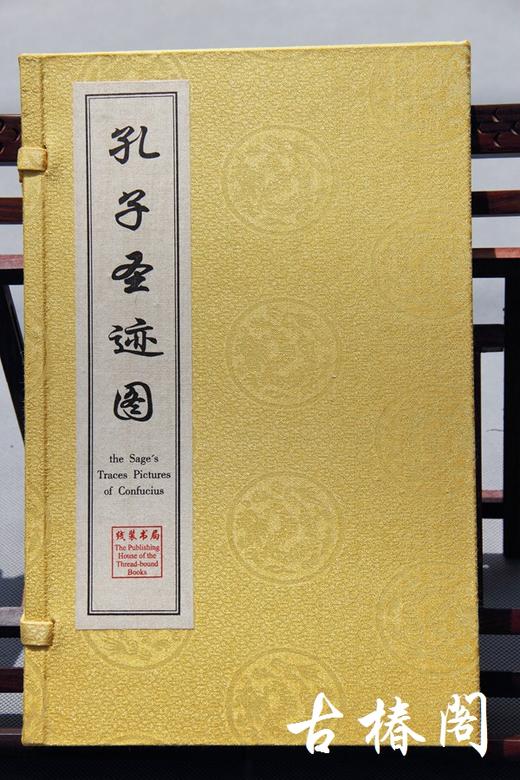 孔子圣迹图
the Sage's
Traces Pictures
of Confucius
线装书局
The Publishing
House of the
Thread-bound
Books
古椿阁